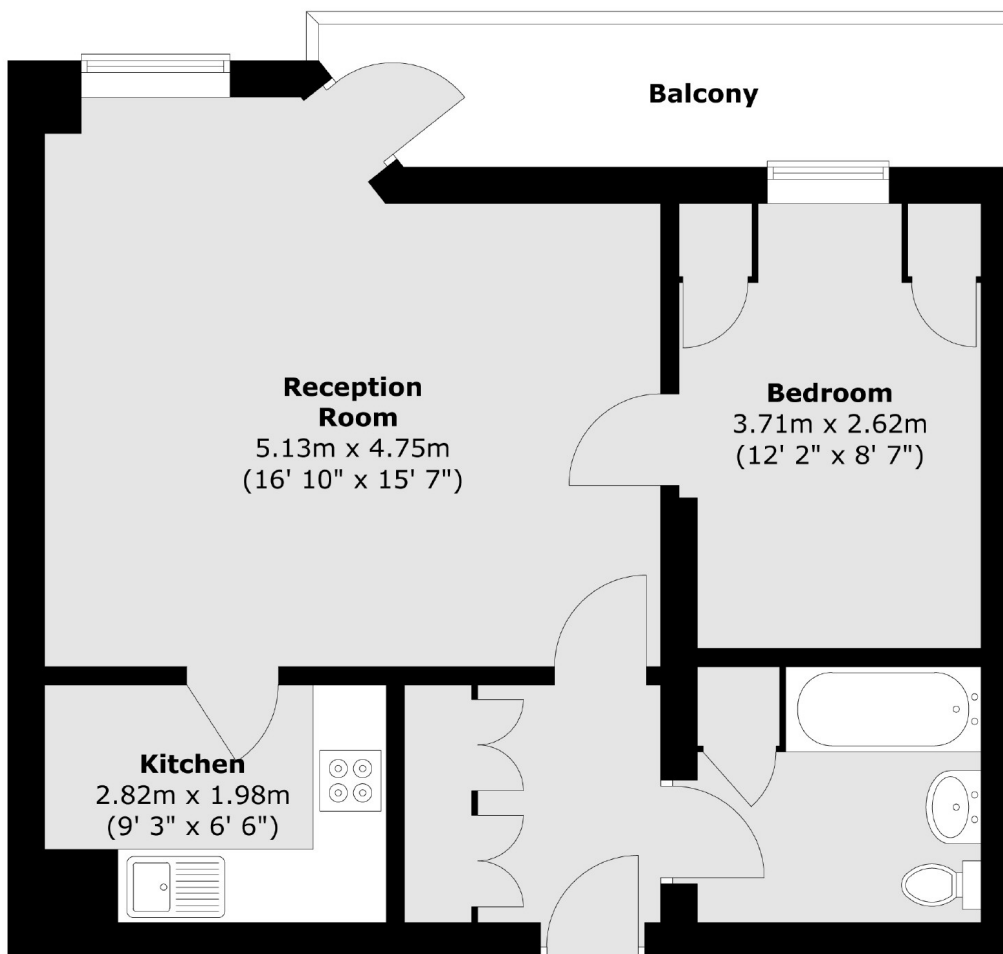 Balcony
Reception
Room
5.13m x 4.75m
(16' 10" x 15' 7")
Bedroom
3.71m x 2.62m
(12' 2" x 8' 7")
Kitchen
2.82m x 1.98m
(9' 3" x 6' 6")